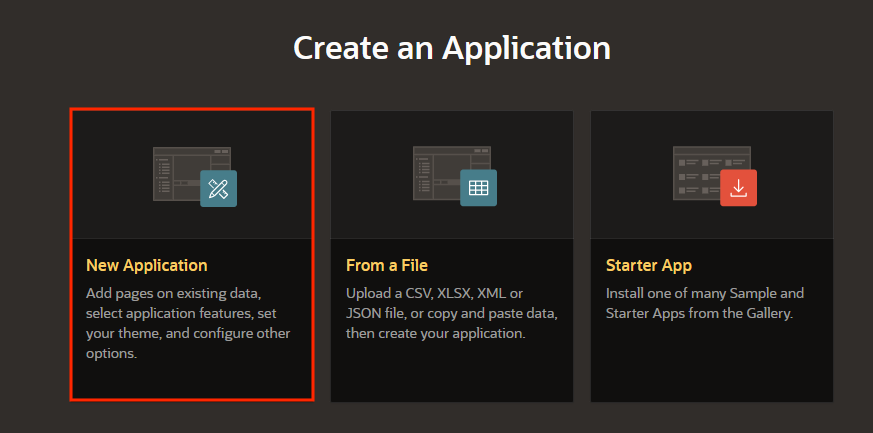 Create an Application
New Application
Add pages on existing data,
select application features, set
your theme, and configure other
options.
From a File
Upload a CSV, XLSX, XML or
JSON file, or copy and paste data,
then create your application.
Starter App
Install one of many Sample and
Starter Apps from the Gallery.